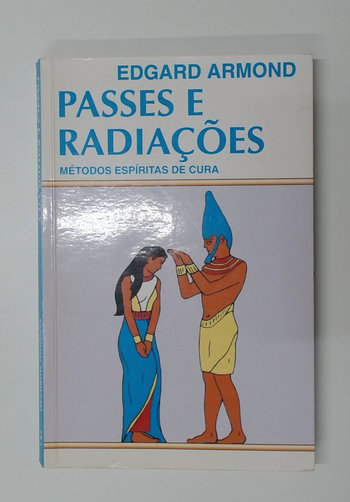 EDGARD ARMOND
PASSES E
RADIAÇÕES
MÉTODOS ESPÍRITAS DE CURA